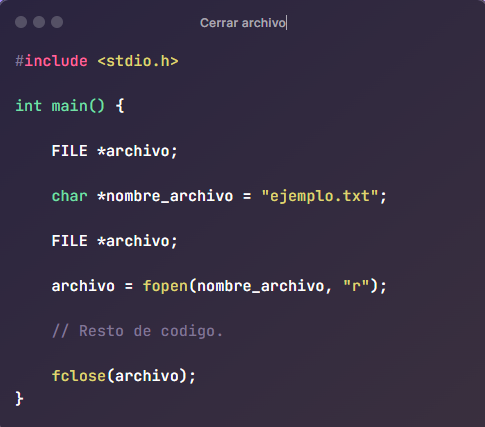 Cerrar archivo
#include <stdio.h>
int main() {
    FILE *archivo;
    char *nombre_archivo = "ejemplo.txt";
    FILE *archivo;
    archivo = fopen(nombre_archivo, "r");
    // Resto de codigo.
    fclose(archivo);
}